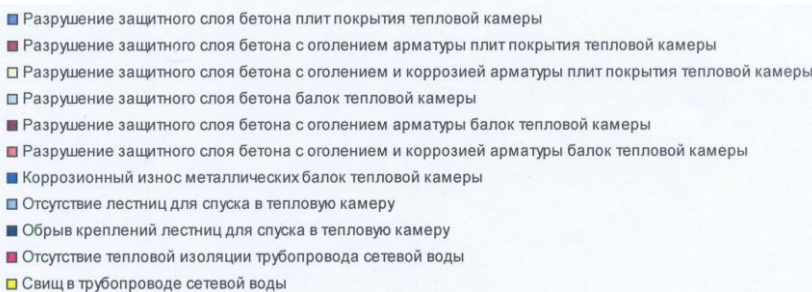 Разрушение защитного слоя бетона плит покрытия тепловой камеры
Разрушение защитного слоя бетона с оголением арматуры плит покрытия тепловой камеры
Разрушение защитного слоя бетона с оголением и коррозией арматуры плит покрытия тепловой камеры
Разрушение защитного слоя бетона балок тепловой камеры
Разрушение защитного слоя бетона с оголением арматуры балок тепловой камеры
Разрушение защитного слоя бетона с оголением и коррозией арматуры балок тепловой камеры
Коррозионный износ металлических балок тепловой камеры
Отсутствие лестниц для спуска в тепловую камеру
Обрыв креплений лестниц для спуска в тепловую камеру
Отсутствие тепловой изоляции трубопровода сетевой воды
Свищ в трубопроводе сетевой воды